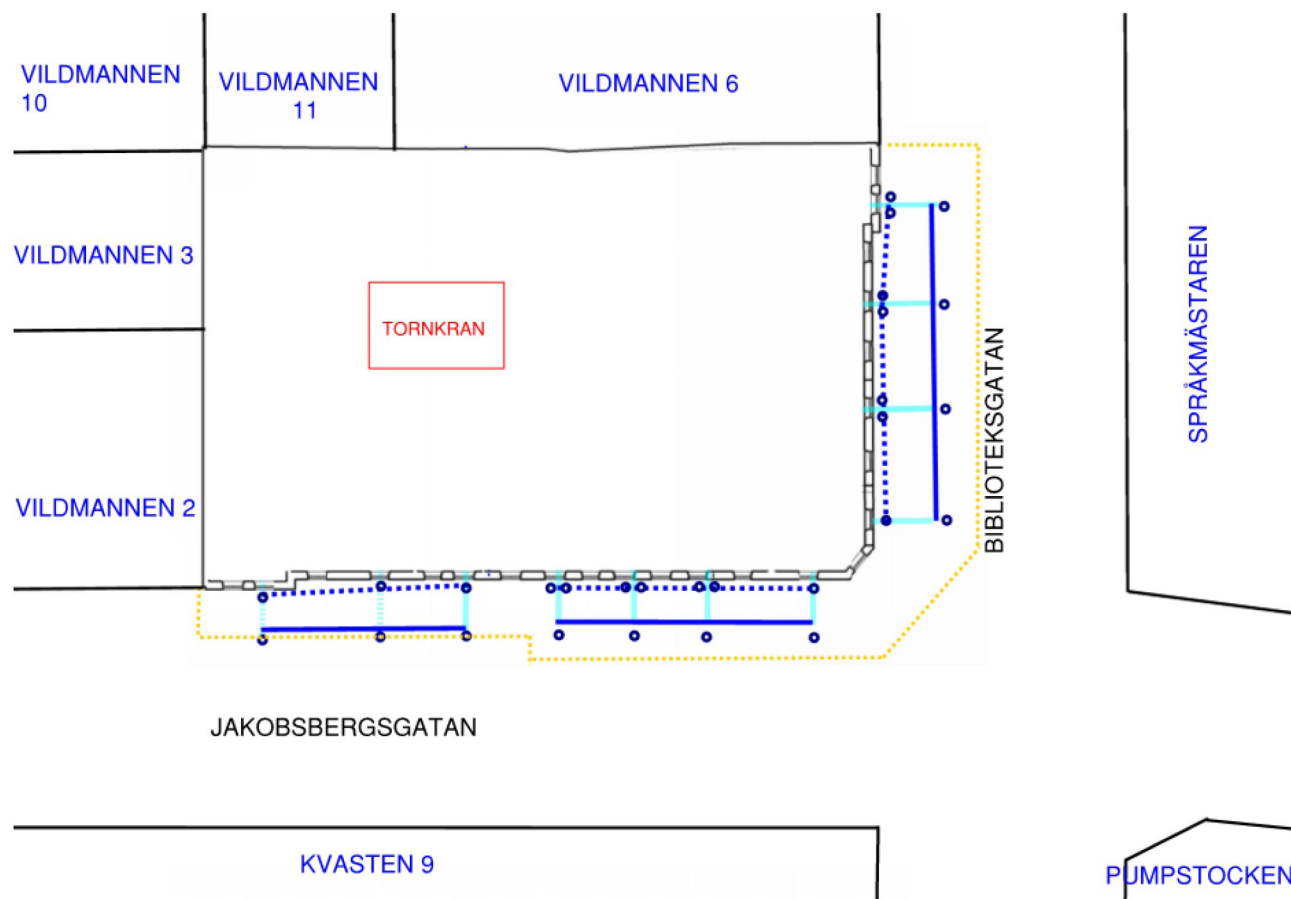 VILDMANNEN
10
VILDMANNEN
11
VILDMANNEN 6
VILDMANNEN 3
TORNKRAN
SPRÅKMÄSTAREN
BIBLIOTEKSGATAN
VILDMANNEN 2
JAKOBSBERGSGATAN
KVASTEN 9
PUMPSTOCKEN